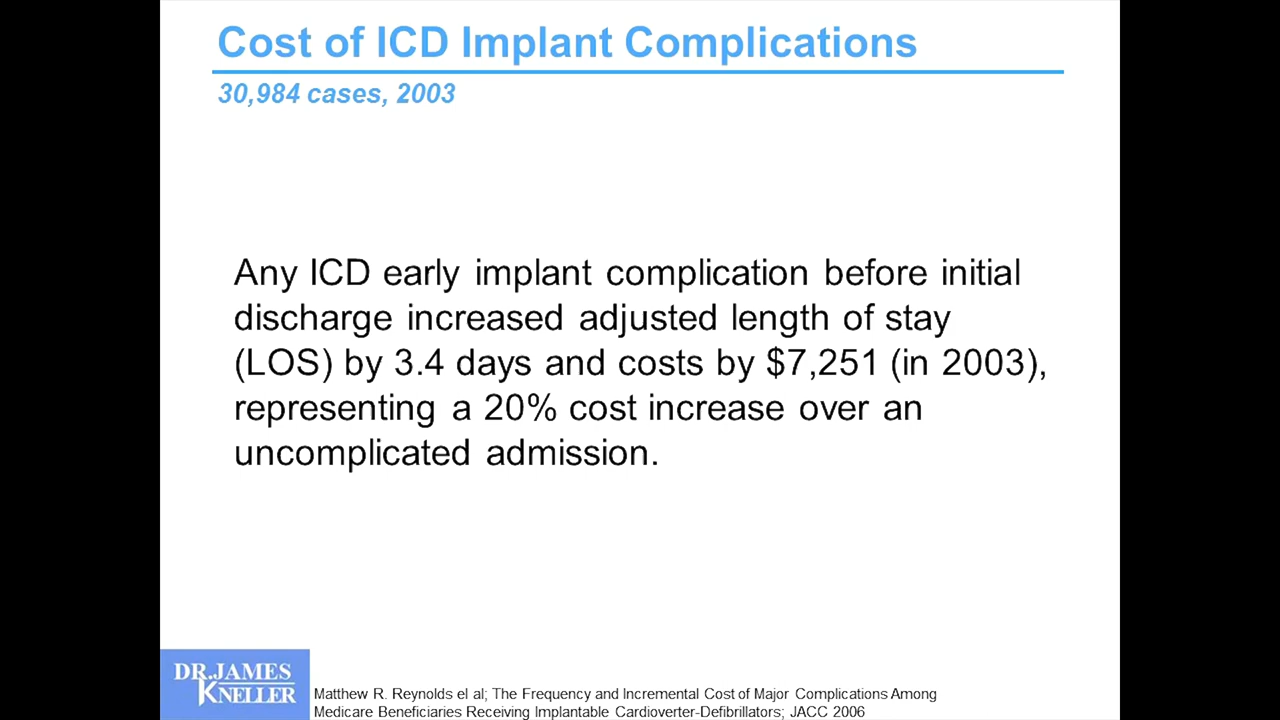 Cost of ICD Implant Complications
30,984 cases, 2003
Any ICD early implant complication before initial
discharge increased adjusted length of stay
(LOS) by 3.4 days and costs by $7,251 (in 2003),
representing a 20% cost increase over an
uncomplicated admission.
DR.JAMES
KNELLER
Matthew R. Reynolds el al; The Frequency and Incremental Cost of Major Complications Among
Medicare Beneficiaries Receiving Implantable Cardioverter-Defibrillators; JACC 2006